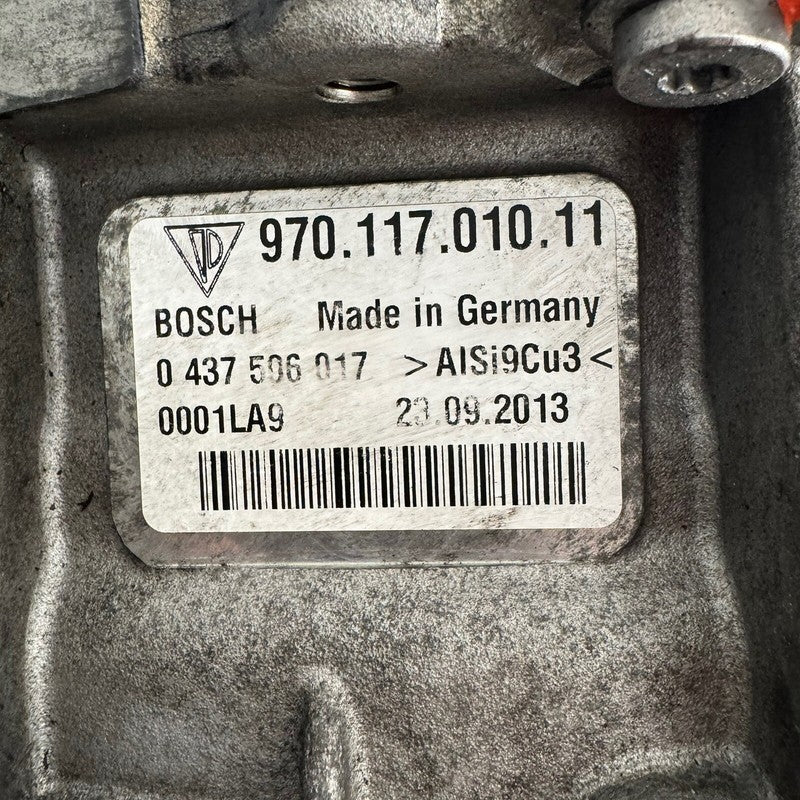 970.117.010.11
BOSCH Made in Germany
0 437 506 017 >AlSi9Cu3<
0001LA9 23.09.2013